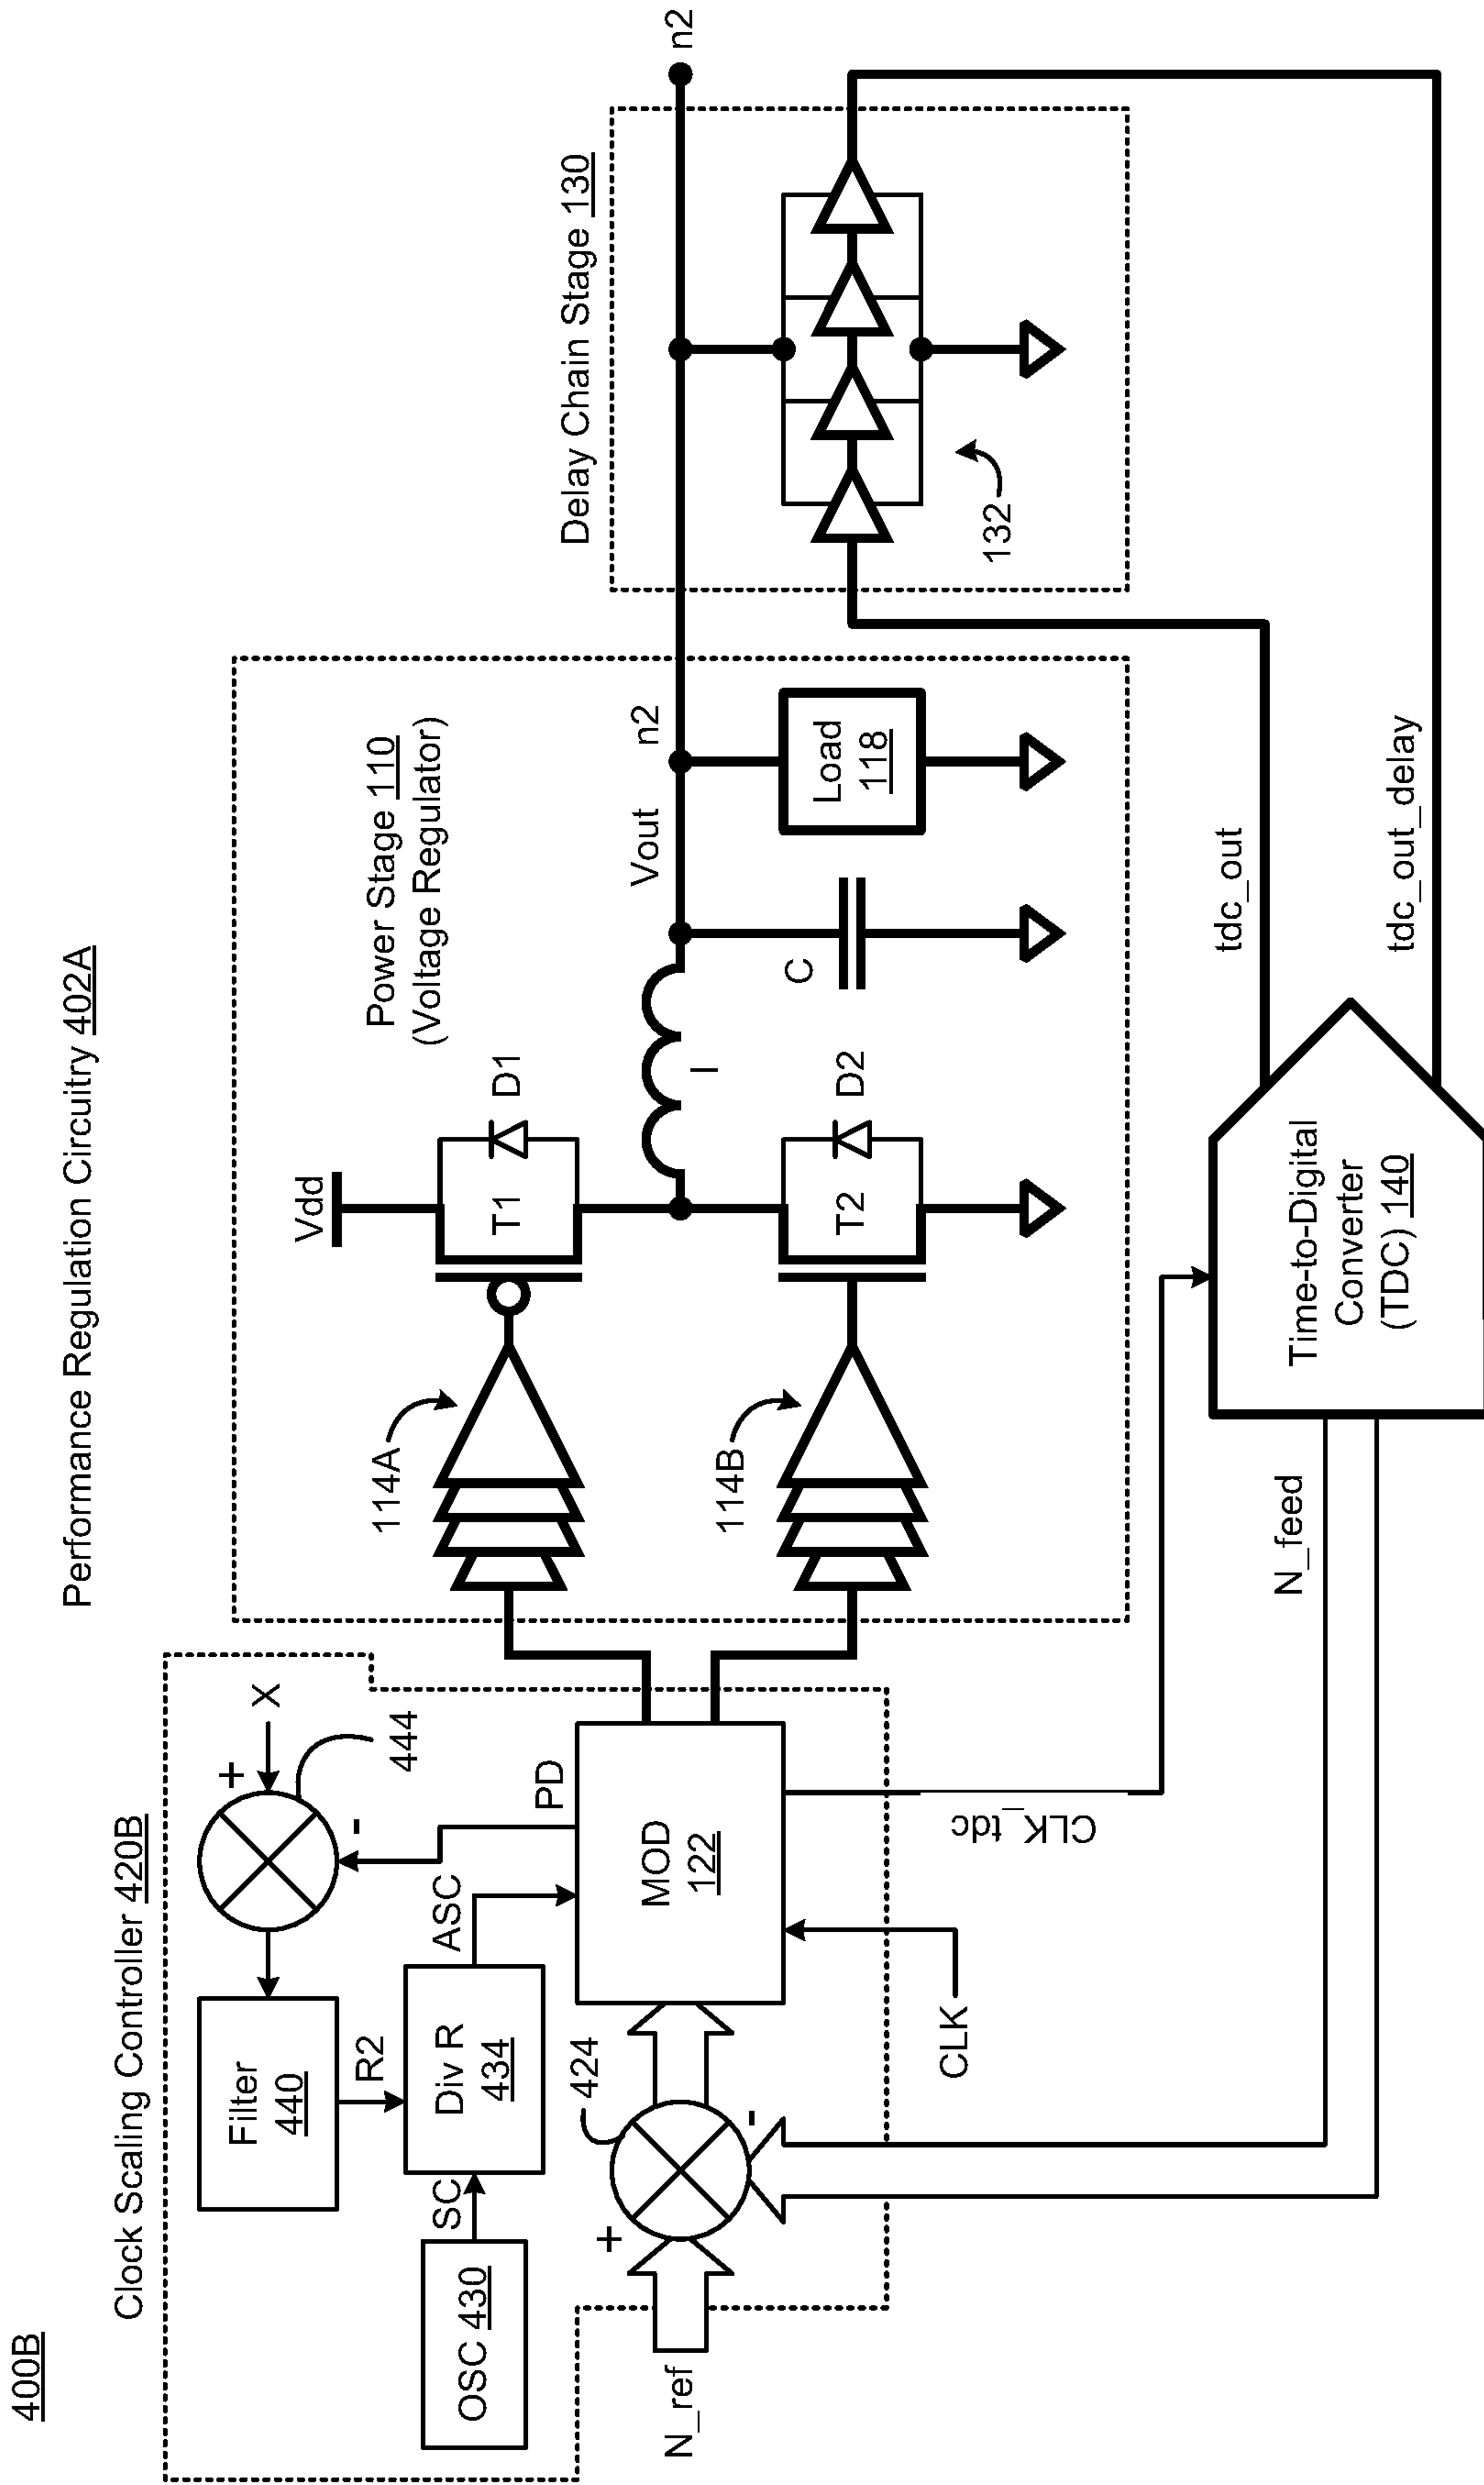 400B
Performance Regulation Circuitry 402A
Clock Scaling Controller 420B
Filter
440
R2
OSC 430
SC
Div R
434
ASC
PD
X
+
-
444
N_ref
+
-
424
MOD
122
CLK
CLK_tdc
Power Stage 110
(Voltage Regulator)
114A
114B
Vdd
T1
D1
T2
D2
I
C
Vout
n2
Load
118
Delay Chain Stage 130
132
n2
N_feed
Time-to-Digital
Converter
(TDC) 140
tdc_out
tdc_out_delay